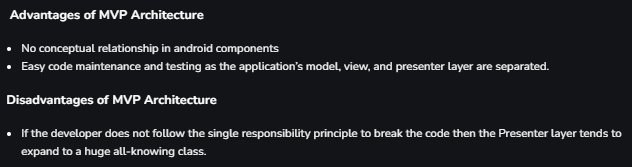 Advantages of MVP Architecture
• No conceptual relationship in android components
• Easy code maintenance and testing as the application's model, view, and presenter layer are separated.
Disadvantages of MVP Architecture
• If the developer does not follow the single responsibility principle to break the code then the Presenter layer tends to
expand to a huge all-knowing class.